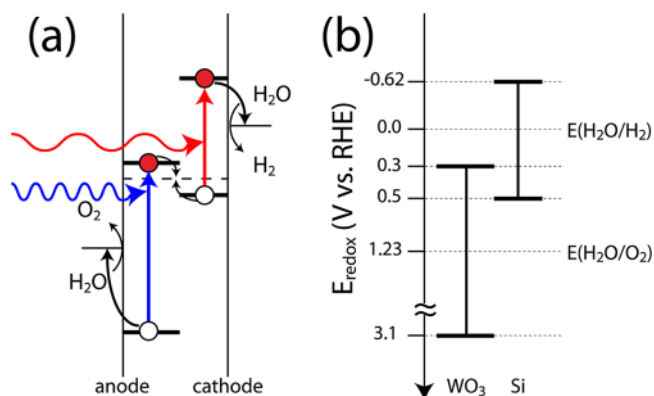 (a)
H2O
H2
O2
H2O
anode
cathode
(b)
Eredox (V vs. RHE)
-0.62
0.0
0.3
0.5
1.23
3.1
E(H2O/H2)
E(H2O/O2)
WO3
Si